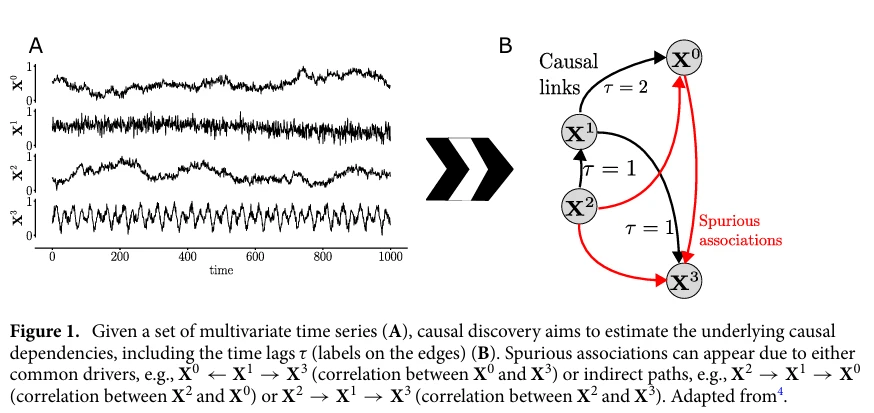 A
B
X⁰
1
0
X¹
1
0
X²
1
0
X³
1
0
0 200 400 600 800 1000
time
Causal
links
τ = 2
X⁰
X¹
τ = 1
X²
τ = 1
Spurious
associations
X³
Figure 1. Given a set of multivariate time series (A), causal discovery aims to estimate the underlying causal
dependencies, including the time lags τ (labels on the edges) (B). Spurious associations can appear due to either
common drivers, e.g., X⁰ ← X¹ → X³ (correlation between X⁰ and X³) or indirect paths, e.g., X² → X¹ → X⁰
(correlation between X² and X⁰) or X² → X¹ → X³ (correlation between X² and X³). Adapted from⁴.